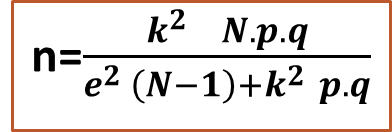 n= k² N.p.q
e² (N−1)+k² p.q